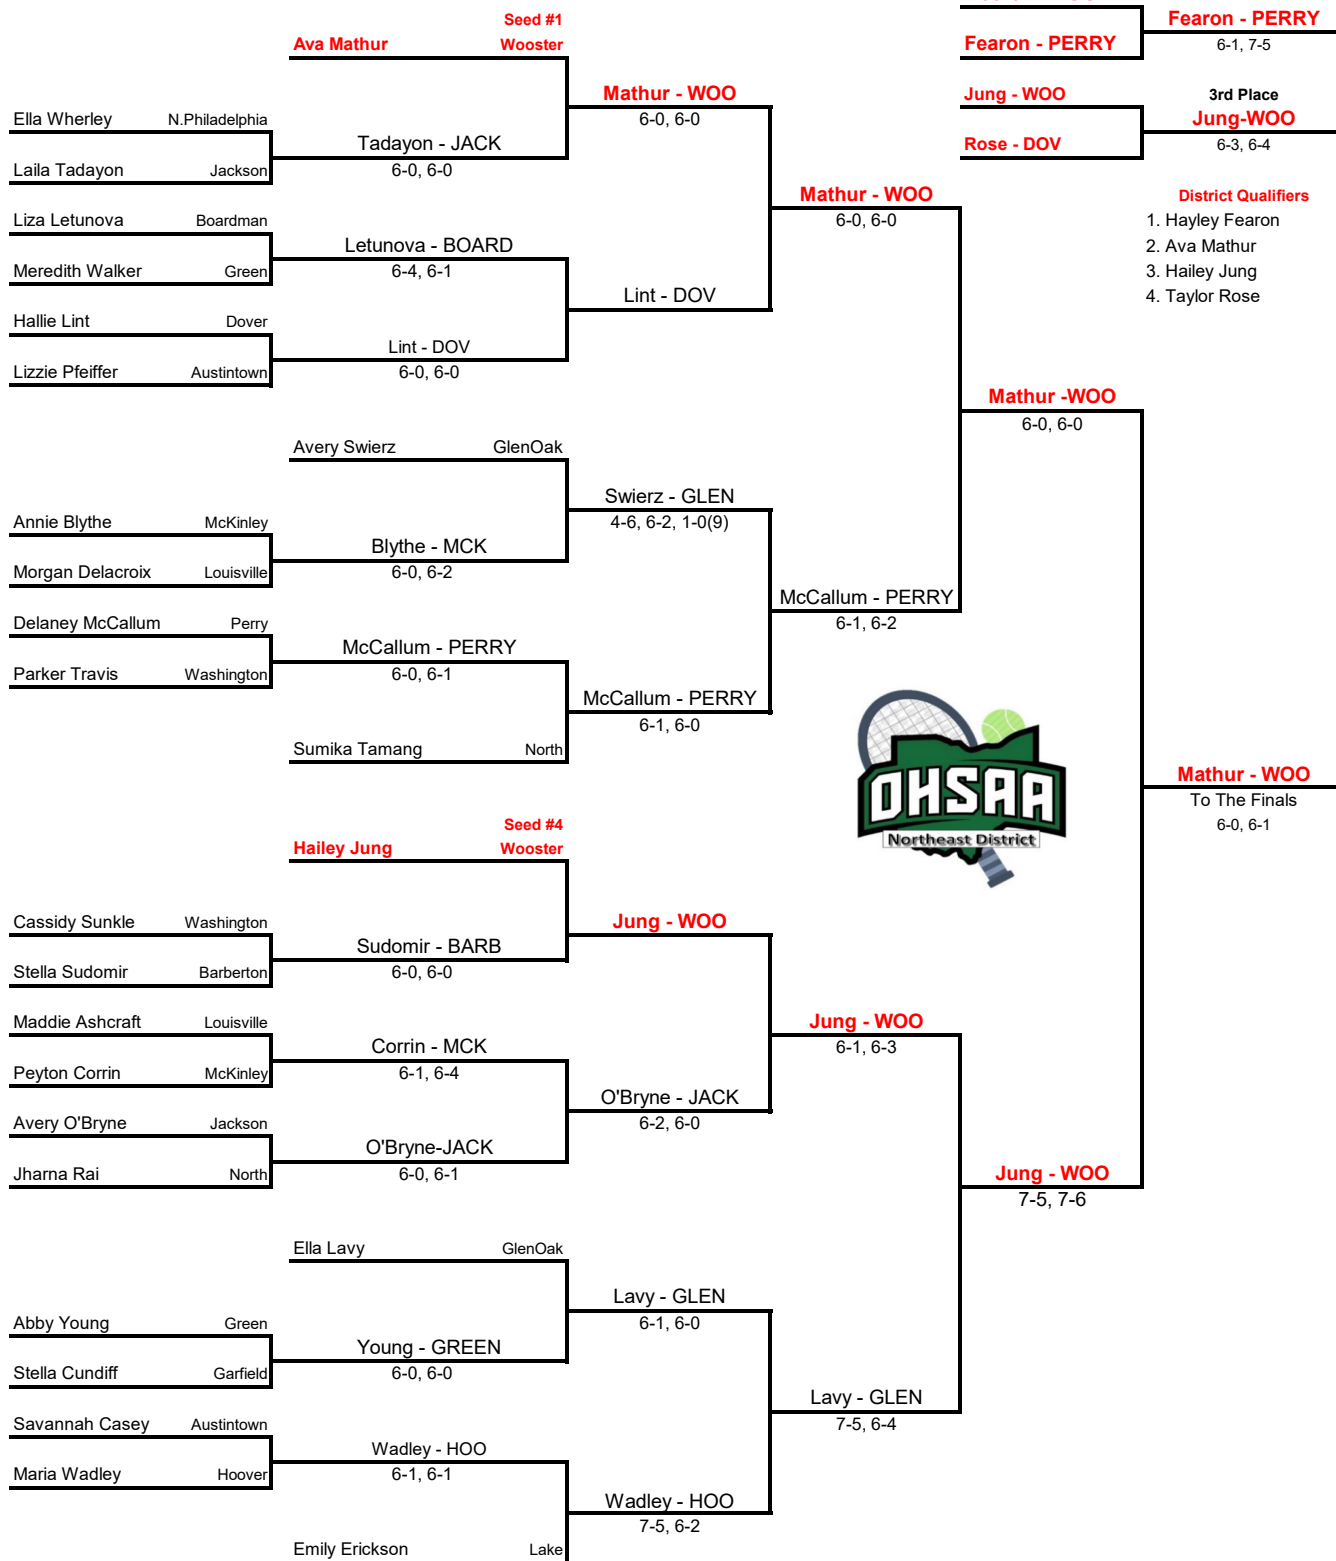 Seed #1
Fearon - PERRY
Ava Mathur Wooster
Fearon - PERRY
6-1, 7-5
Mathur - WOO
Jung - WOO
3rd Place
Ella Wherley N.Philadelphia
6-0, 6-0
Jung-WOO
Tadayon - JACK
Rose - DOV
6-3, 6-4
Laila Tadayon Jackson
6-0, 6-0
Mathur - WOO
District Qualifiers
Liza Letunova Boardman
6-0, 6-0
1. Hayley Fearon
Letunova - BOARD
2. Ava Mathur
Meredith Walker Green
6-4, 6-1
3. Hailey Jung
Lint - DOV
4. Taylor Rose
Hallie Lint Dover
Lint - DOV
Lizzie Pfeiffer Austintown
6-0, 6-0
Mathur -WOO
6-0, 6-0
Avery Swierz GlenOak
Swierz - GLEN
Annie Blythe McKinley
4-6, 6-2, 1-0(9)
Blythe - MCK
Morgan Delacroix Louisville
6-0, 6-2
McCallum - PERRY
Delaney McCallum Perry
6-1, 6-2
McCallum - PERRY
Parker Travis Washington
6-0, 6-1
McCallum - PERRY
6-1, 6-0
Sumika Tamang North
OHSAA
Northeast District
Mathur - WOO
To The Finals
6-0, 6-1
Seed #4
Hailey Jung Wooster
Cassidy Sunkle Washington
Jung - WOO
Sudomir - BARB
Stella Sudomir Barberton
6-0, 6-0
Maddie Ashcraft Louisville
Jung - WOO
Corrin - MCK
6-1, 6-3
Peyton Corrin McKinley
6-1, 6-4
O'Bryne - JACK
Avery O'Bryne Jackson
6-2, 6-0
O'Bryne-JACK
Jharna Rai North
6-0, 6-1
Jung - WOO
7-5, 7-6
Ella Lavy GlenOak
Lavy - GLEN
Abby Young Green
6-1, 6-0
Young - GREEN
Stella Cundiff Garfield
6-0, 6-0
Lavy - GLEN
Savannah Casey Austintown
7-5, 6-4
Wadley - HOO
Maria Wadley Hoover
6-1, 6-1
Wadley - HOO
7-5, 6-2
Emily Erickson Lake